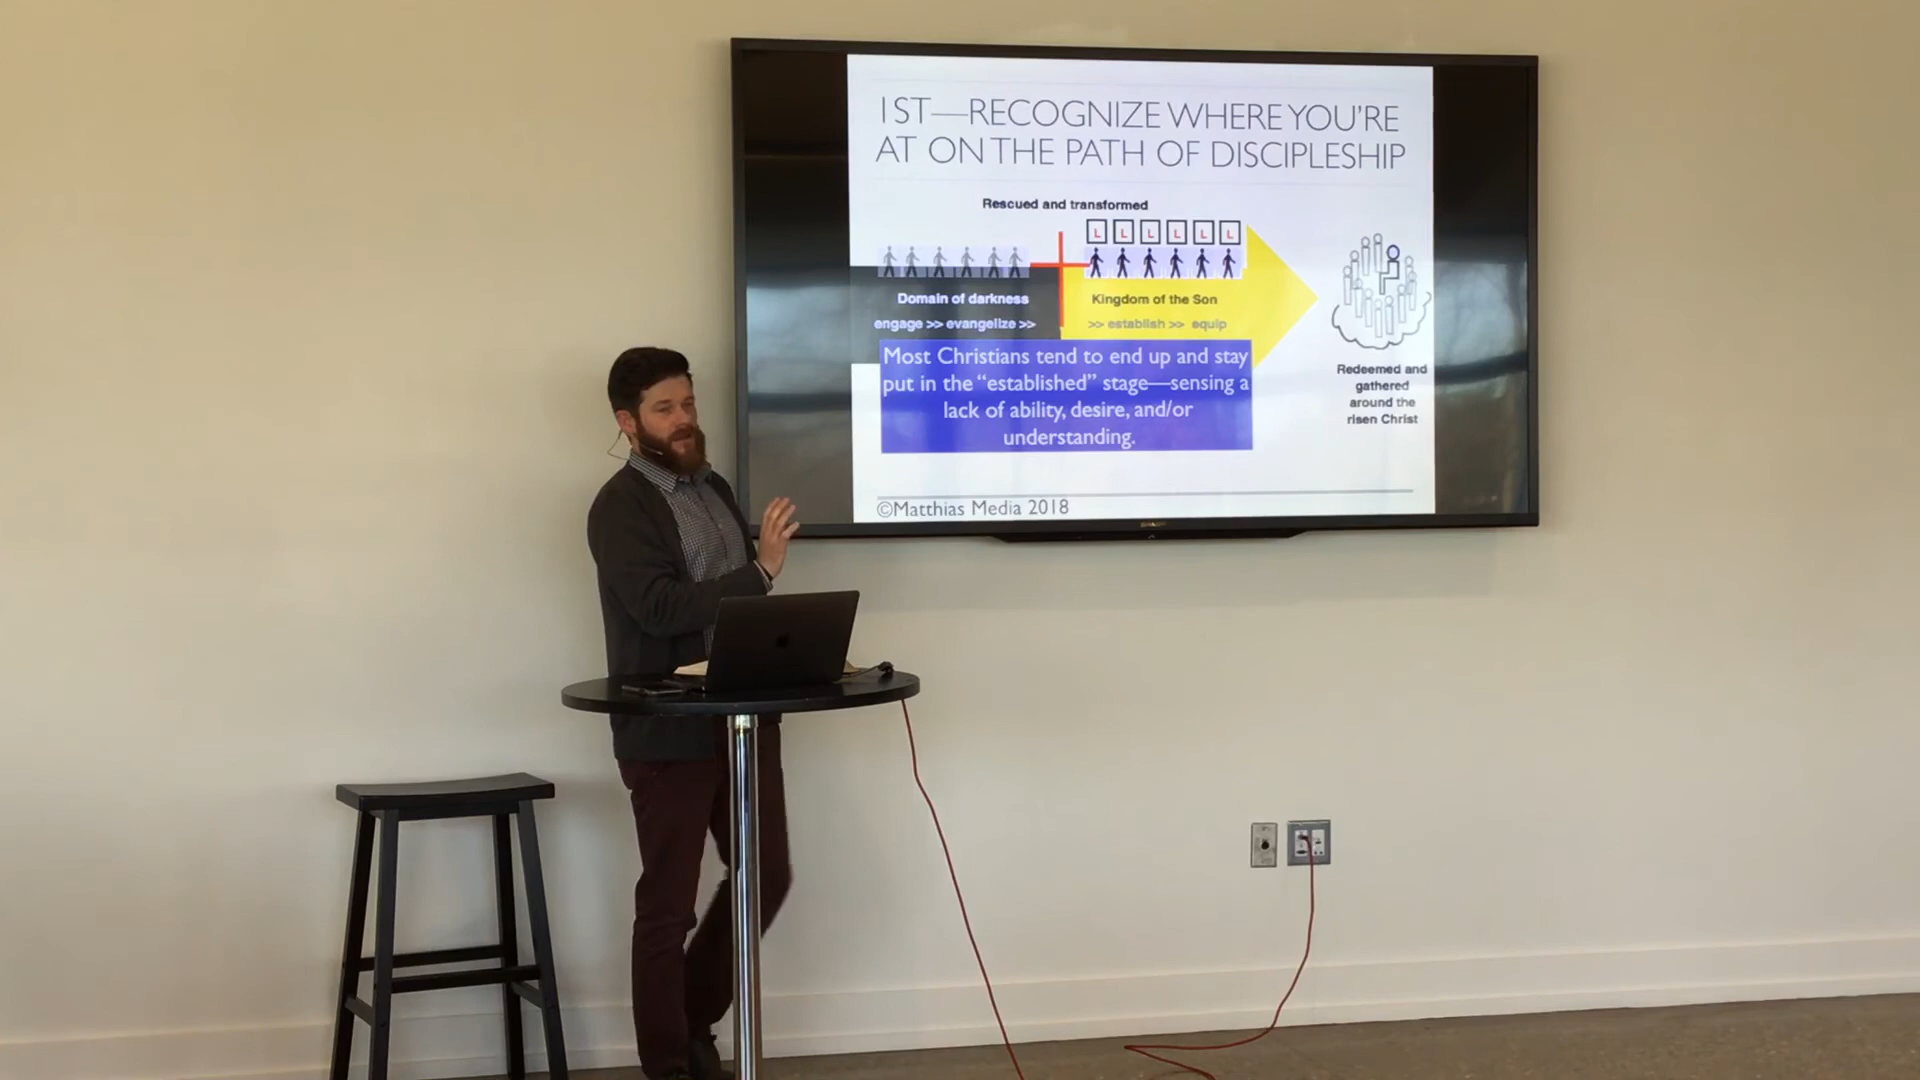 1ST—RECOGNIZE WHERE YOU'RE
AT ON THE PATH OF DISCIPLESHIP
Rescued and transformed
L L L L L L
Domain of darkness
Kingdom of the Son
engage >> evangelize >>
>> establish >> equip
Most Christians tend to end up and stay
put in the “established” stage—sensing a
lack of ability, desire, and/or
understanding.
Redeemed and
gathered
around the
risen Christ
©Matthias Media 2018
SHARP